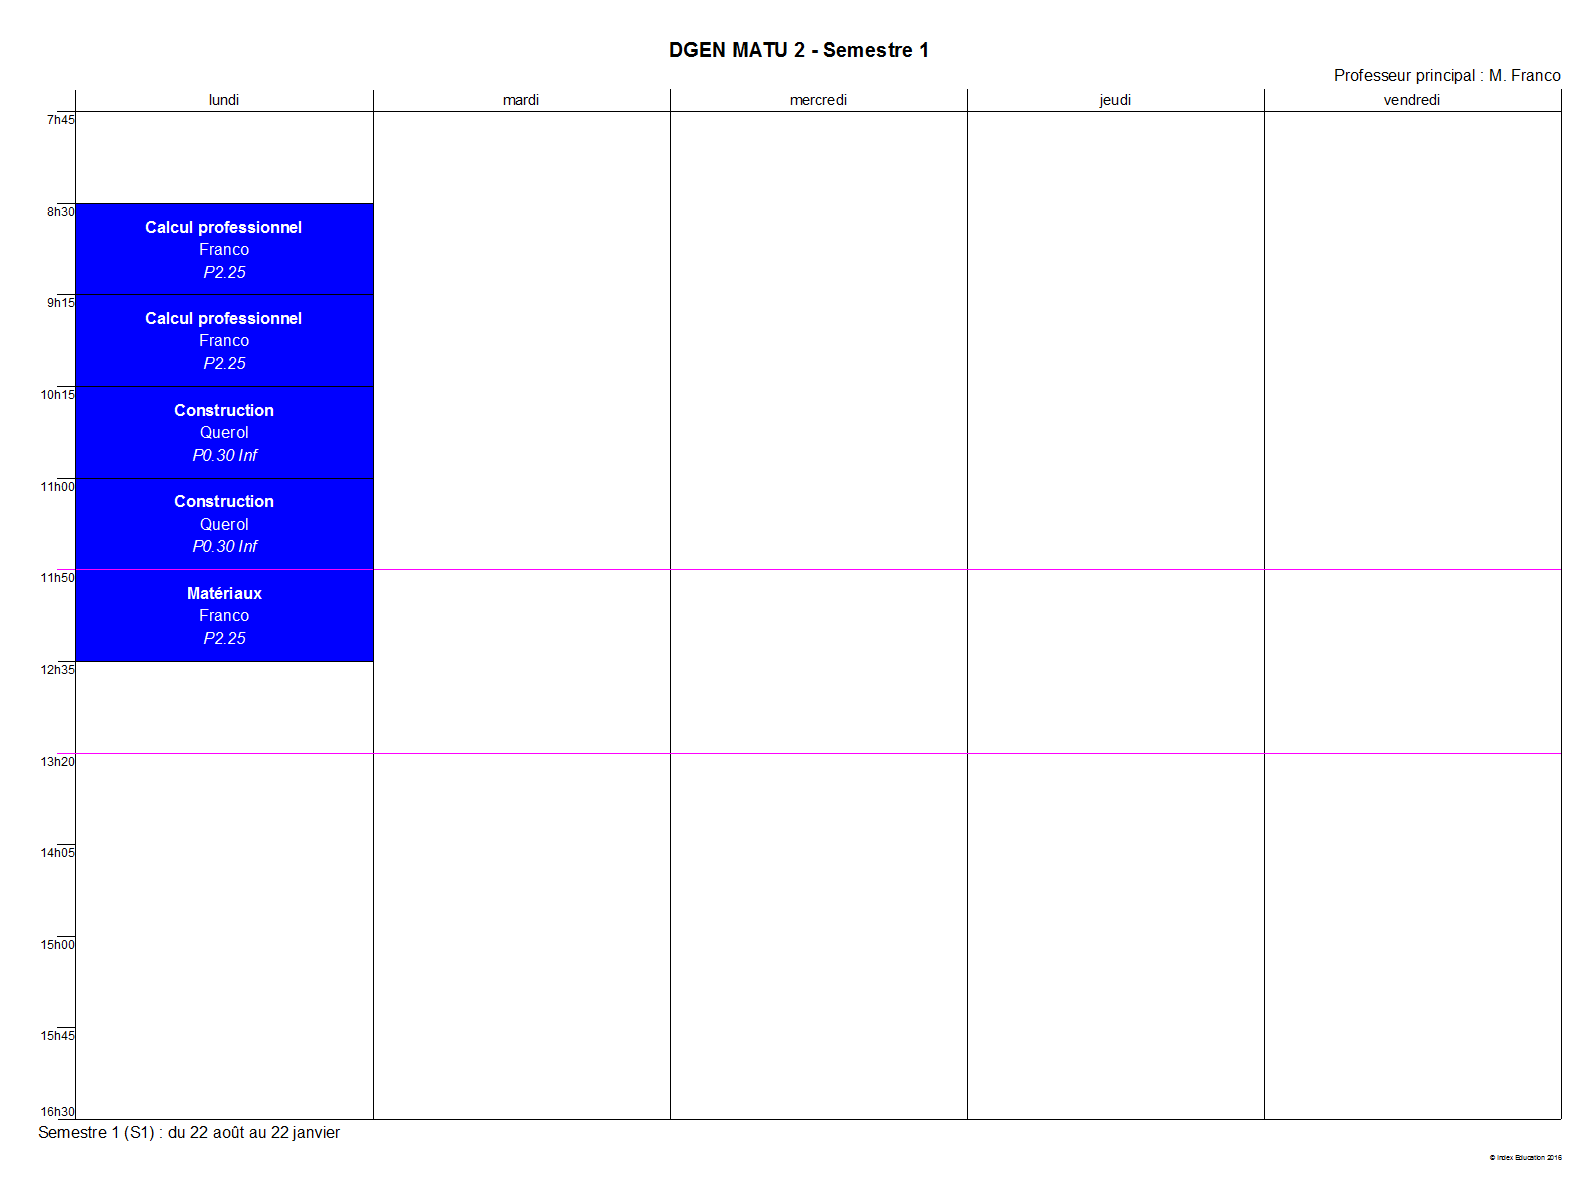 DGEN MATU 2 - Semestre 1
Professeur principal : M. Franco
lundi mardi mercredi jeudi vendredi
7h45
8h30
Calcul professionnel
Franco
P2.25
9h15
Calcul professionnel
Franco
P2.25
10h15
Construction
Querol
P0.30 Inf
11h00
Construction
Querol
P0.30 Inf
11h50
Matériaux
Franco
P2.25
12h35
13h20
14h05
15h00
15h45
16h30
Semestre 1 (S1) : du 22 août au 22 janvier
© Index Education 2016